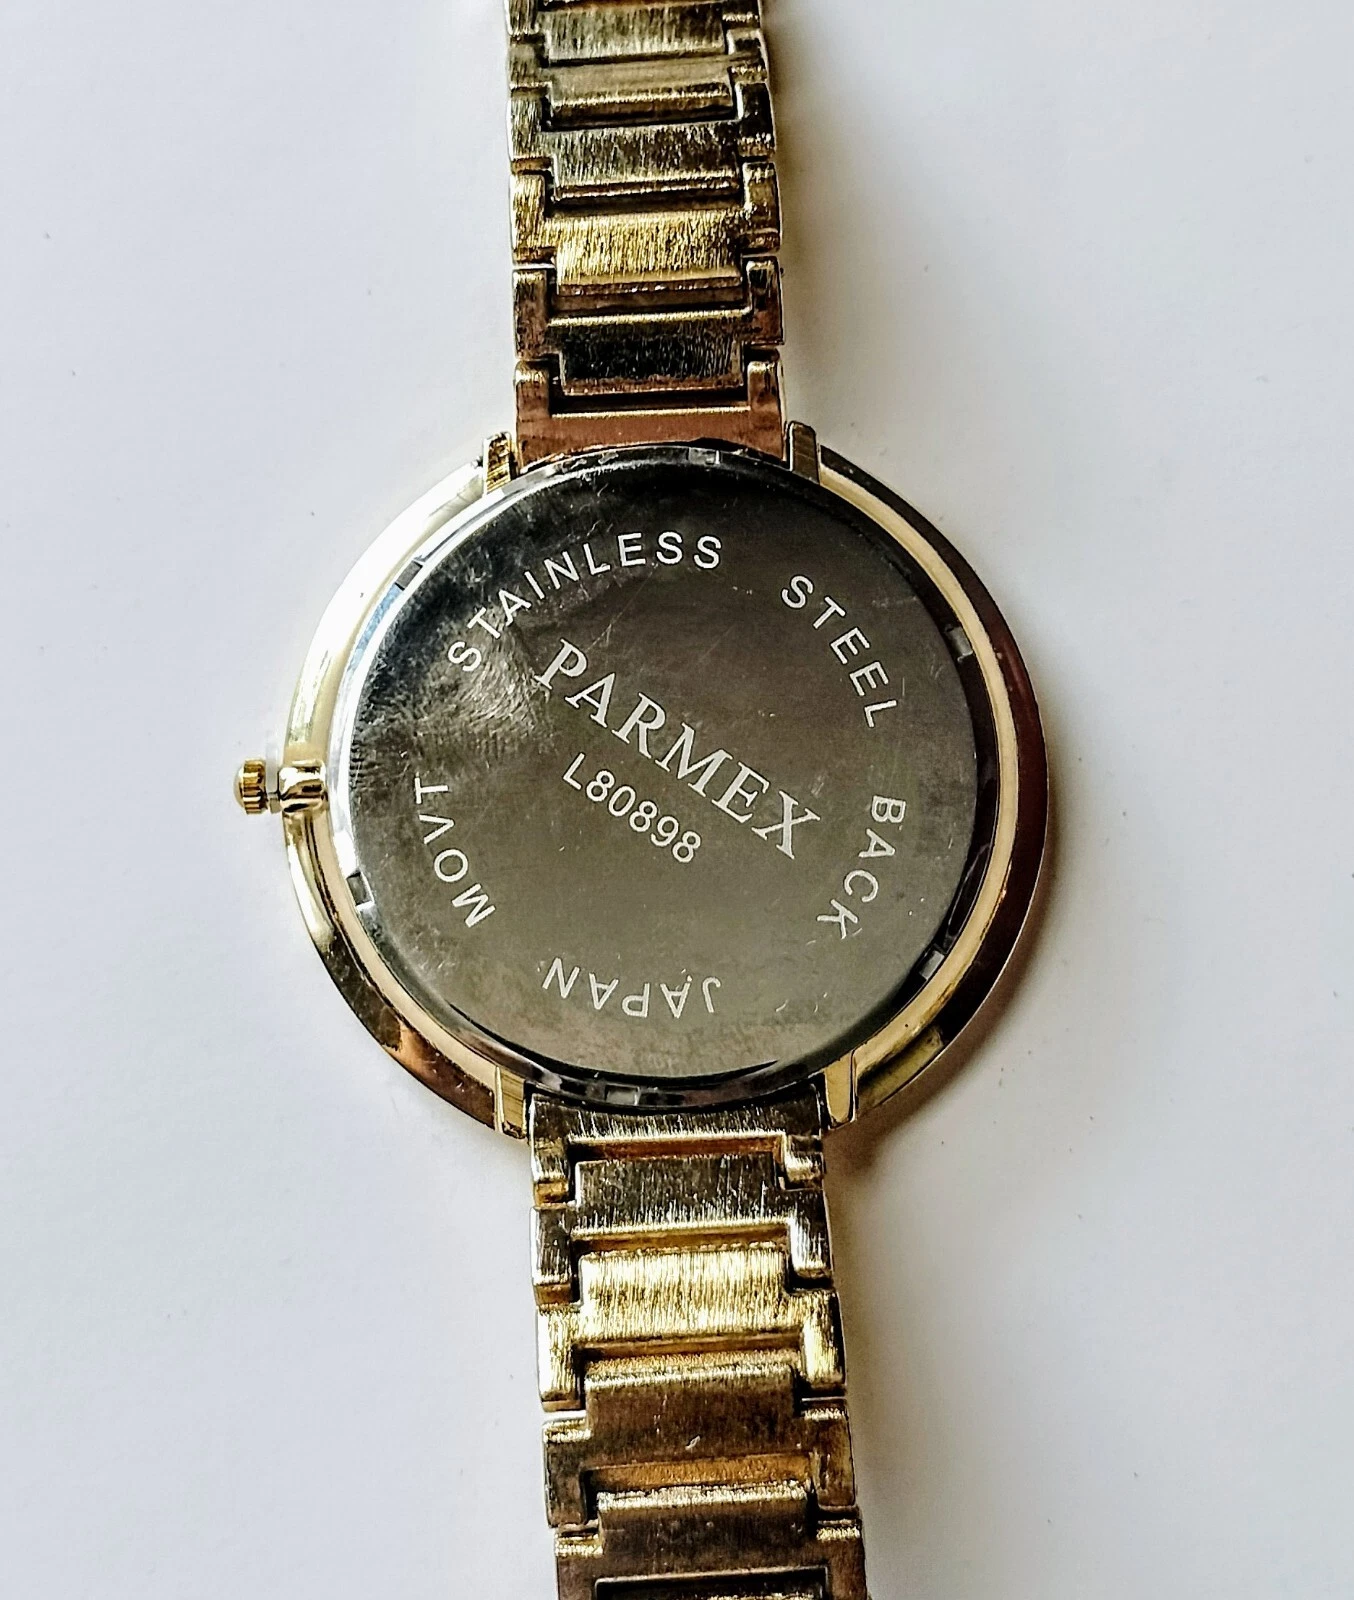 STAINLESS STEEL BACK
PARMEX
L80898
JAPAN MOVT